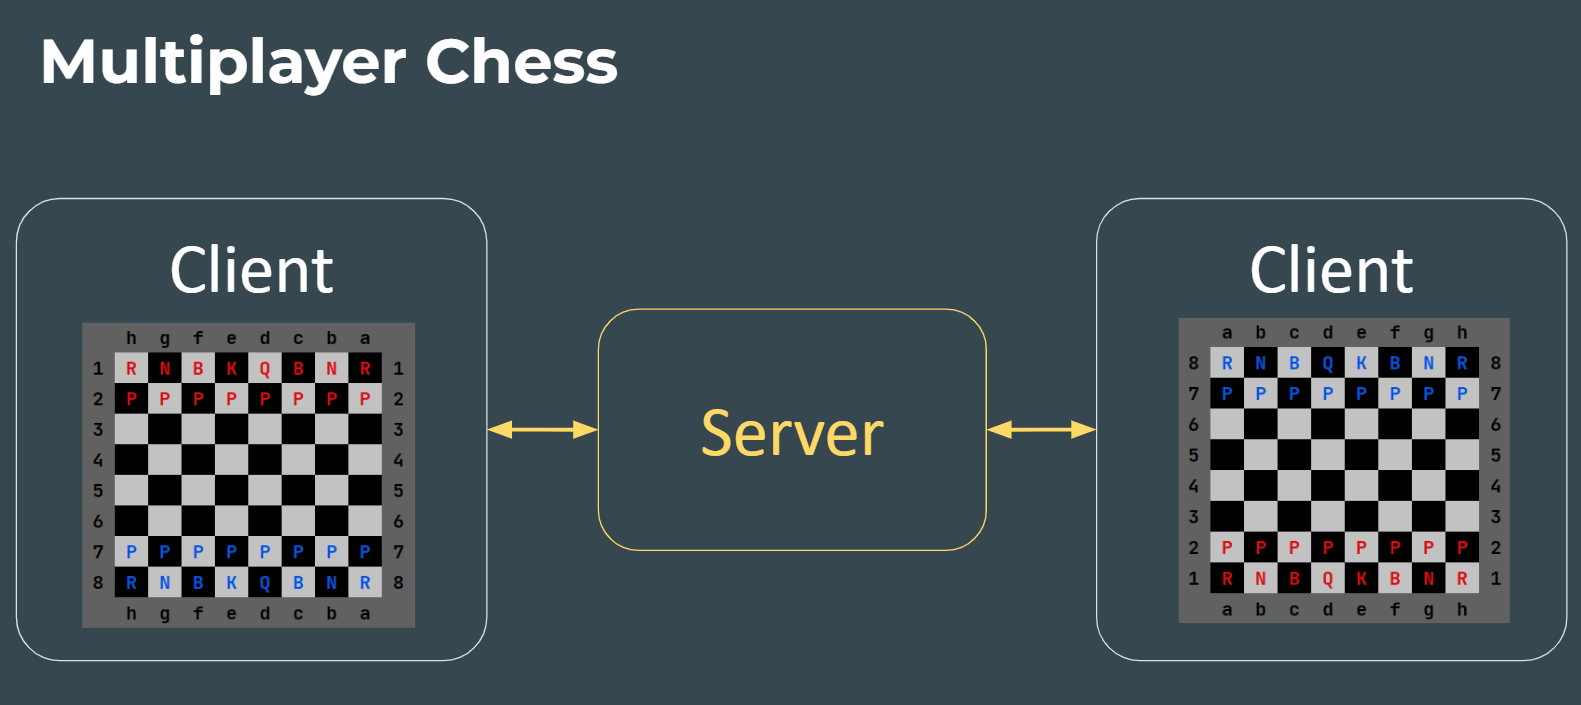 Multiplayer Chess
Client
h g f e d c b a
1 R N B K Q B N R 1
2 P P P P P P P P 2
3 3
4 4
5 5
6 6
7 P P P P P P P P 7
8 R N B K Q B N R 8
h g f e d c b a
Server
Client
a b c d e f g h
8 R N B Q K B N R 8
7 P P P P P P P P 7
6 6
5 5
4 4
3 3
2 P P P P P P P P 2
1 R N B Q K B N R 1
a b c d e f g h